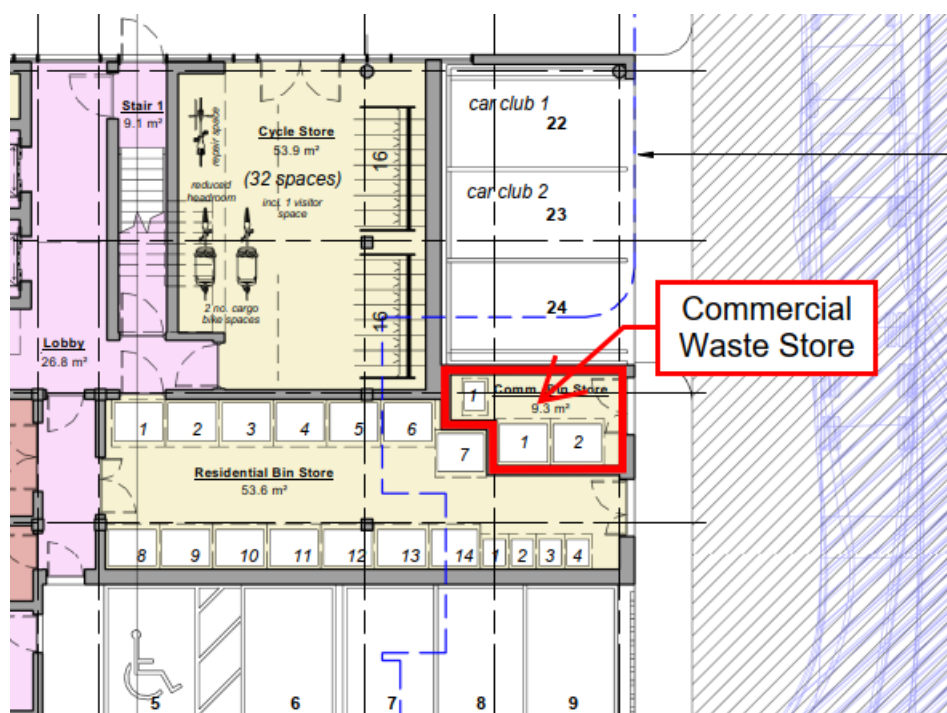 Stair 1
9.1 m²
Cycle Store
53.9 m²
(32 spaces)
incl. 1 visitor
space
repair space
reduced
headroom
2 no. cargo
bike spaces
16
16
car club 1
22
car club 2
23
24
Commercial
Waste Store
Lobby
26.8 m²
Comm. Bin Store
9.3 m²
1
1
2
1
2
3
4
5
6
7
Residential Bin Store
53.6 m²
8
9
10
11
12
13
14
1
2
3
4
5
6
7
8
9